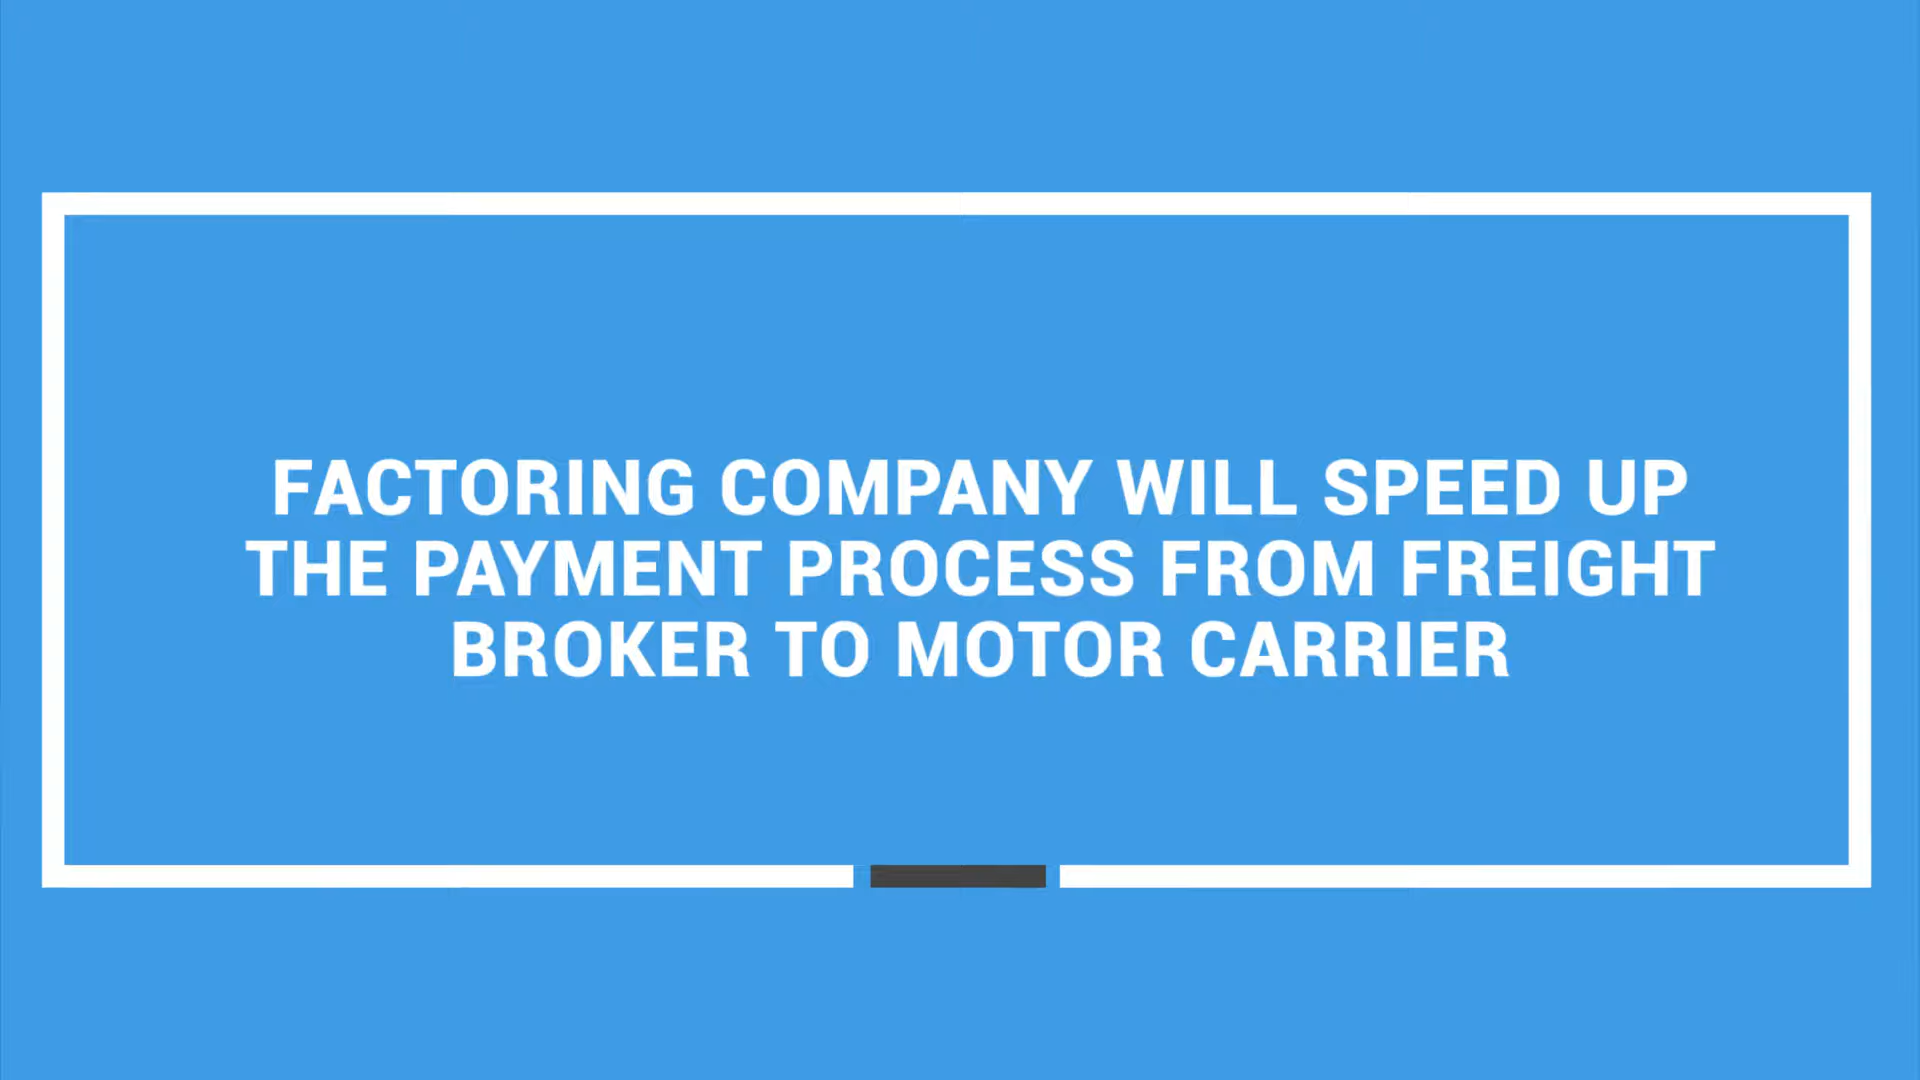 FACTORING COMPANY WILL SPEED UP
THE PAYMENT PROCESS FROM FREIGHT
BROKER TO MOTOR CARRIER